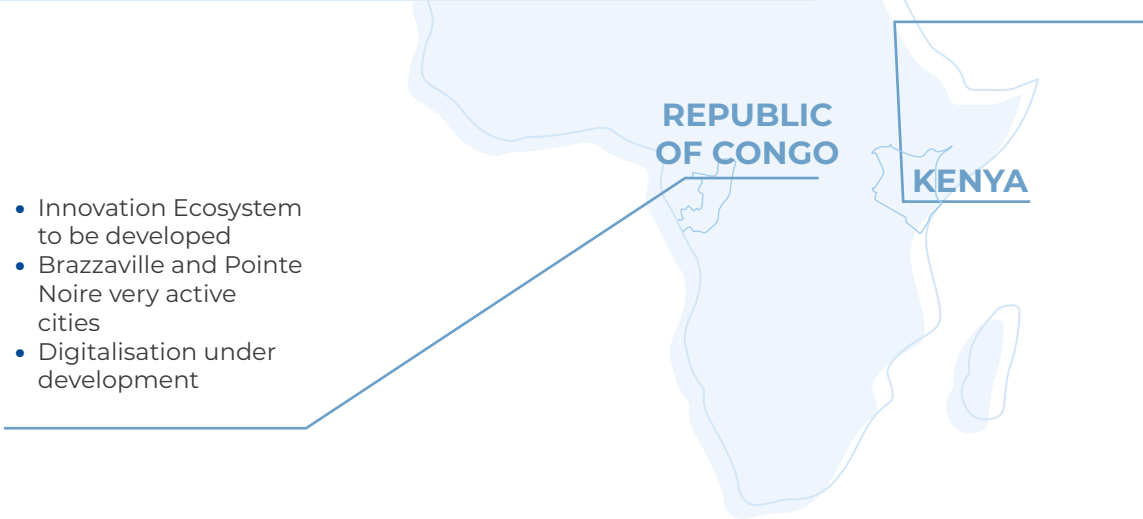 REPUBLIC
OF CONGO
KENYA
• Innovation Ecosystem
to be developed
• Brazzaville and Pointe
Noire very active
cities
• Digitalisation under
development